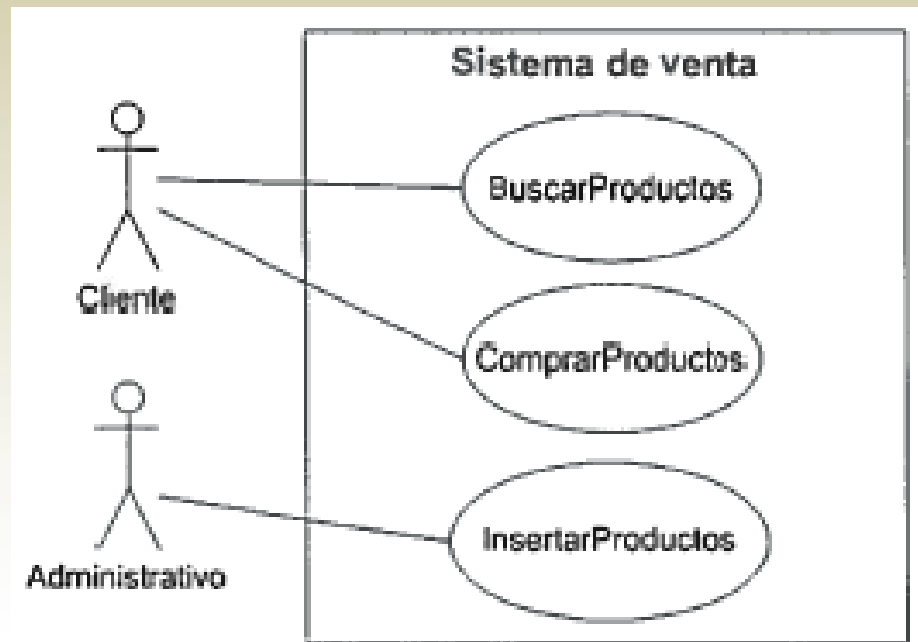 Sistema de venta
BuscarProductos
Cliente
ComprarProductos
InsertarProductos
Administrativo